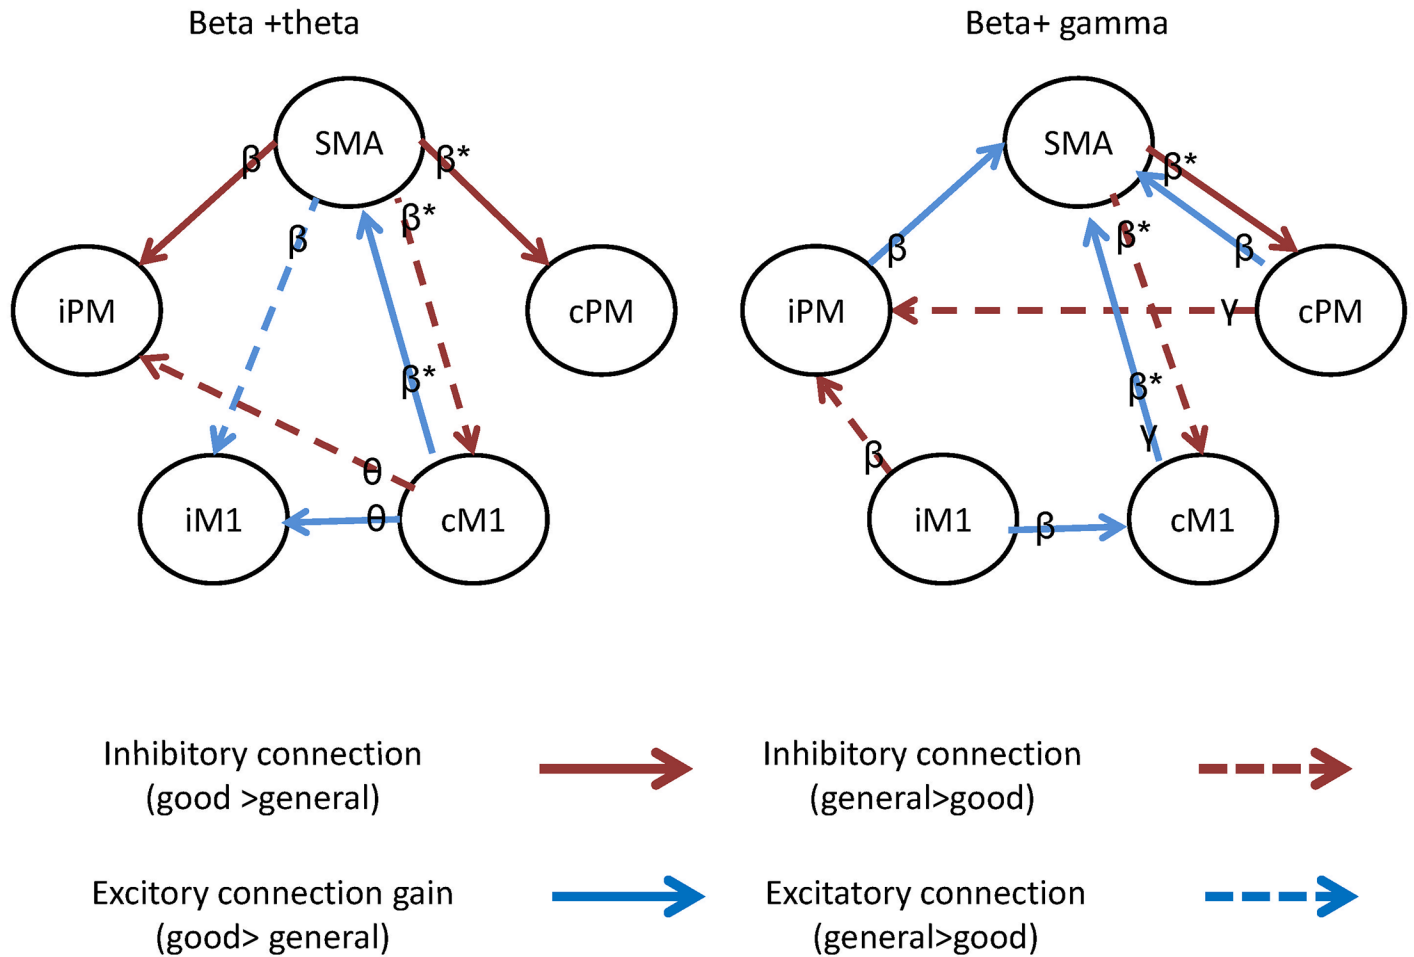 Beta +theta
Beta+ gamma
SMA
β
β*
β
β*
iPM
cPM
β*
θ
θ
iM1
cM1
SMA
β*
β*
β
β
iPM
γ
cPM
β*
γ
β
iM1
β
cM1
Inhibitory connection
(good >general)
Inhibitory connection
(general>good)
Excitory connection gain
(good> general)
Excitatory connection
(general>good)